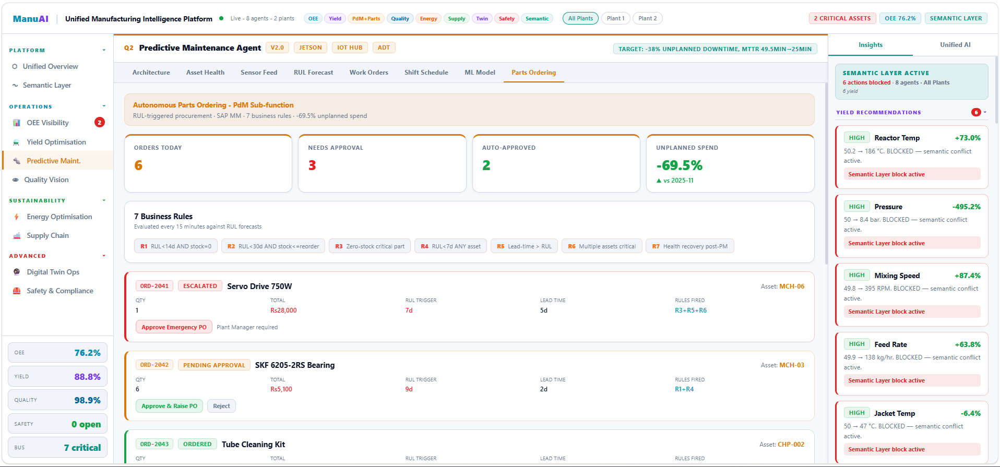 ManuAI | Unified Manufacturing Intelligence Platform Live - 8 agents - 2 plants OEE Yield PdM+Parts Quality Energy Supply Twin Safety Semantic All Plants Plant 1 Plant 2 2 CRITICAL ASSETS OEE 76.2% SEMANTIC LAYER
PLATFORM
Unified Overview
Semantic Layer
OPERATIONS
OEE Visibility 2
Yield Optimisation
Predictive Maint.
Quality Vision
SUSTAINABILITY
Energy Optimisation
Supply Chain
ADVANCED
Digital Twin Ops
Safety & Compliance
OEE 76.2%
YIELD 88.8%
QUALITY 98.9%
SAFETY 0 open
BUS 7 critical
Q2 Predictive Maintenance Agent V2.0 JETSON IOT HUB ADT TARGET: -38% UNPLANNED DOWNTIME, MTTR 49.5MIN→25MIN
Architecture Asset Health Sensor Feed RUL Forecast Work Orders Shift Schedule ML Model Parts Ordering
Autonomous Parts Ordering - PdM Sub-function
RUL-triggered procurement · SAP MM · 7 business rules · -69.5% unplanned spend
ORDERS TODAY
6
NEEDS APPROVAL
3
AUTO-APPROVED
2
UNPLANNED SPEND
-69.5%
▲ vs 2025-11
7 Business Rules
Evaluated every 15 minutes against RUL forecasts
R1 RUL<14d AND stock=0 R2 RUL<30d AND stock<=reorder R3 Zero-stock critical part R4 RUL<7d ANY asset R5 Lead-time > RUL R6 Multiple assets critical R7 Health recovery post-PM
ORD-2041 ESCALATED Servo Drive 750W Asset: MCH-06
QTY TOTAL RUL TRIGGER LEAD TIME RULES FIRED
1 Rs28,000 7d 5d R3+R5+R6
Approve Emergency PO Plant Manager required
ORD-2042 PENDING APPROVAL SKF 6205-2RS Bearing Asset: MCH-03
QTY TOTAL RUL TRIGGER LEAD TIME RULES FIRED
6 Rs5,100 9d 2d R1+R4
Approve & Raise PO Reject
ORD-2043 ORDERED Tube Cleaning Kit Asset: CHP-002
QTY TOTAL RUL TRIGGER LEAD TIME RULES FIRED
Insights Unified AI
SEMANTIC LAYER ACTIVE
6 actions blocked · 8 agents · All Plants
6 yield
YIELD RECOMMENDATIONS 6
HIGH Reactor Temp +73.0%
50.2 → 186 °C. BLOCKED — semantic conflict
active.
Semantic Layer block active
HIGH Pressure -495.2%
50 → 8.4 bar. BLOCKED — semantic conflict
active.
Semantic Layer block active
HIGH Mixing Speed +87.4%
49.8 → 395 RPM. BLOCKED — semantic conflict
active.
Semantic Layer block active
HIGH Feed Rate +63.8%
49.9 → 138 kg/hr. BLOCKED — semantic conflict
active.
Semantic Layer block active
HIGH Jacket Temp -6.4%
50 → 47 °C. BLOCKED — semantic conflict
active.
Semantic Layer block active